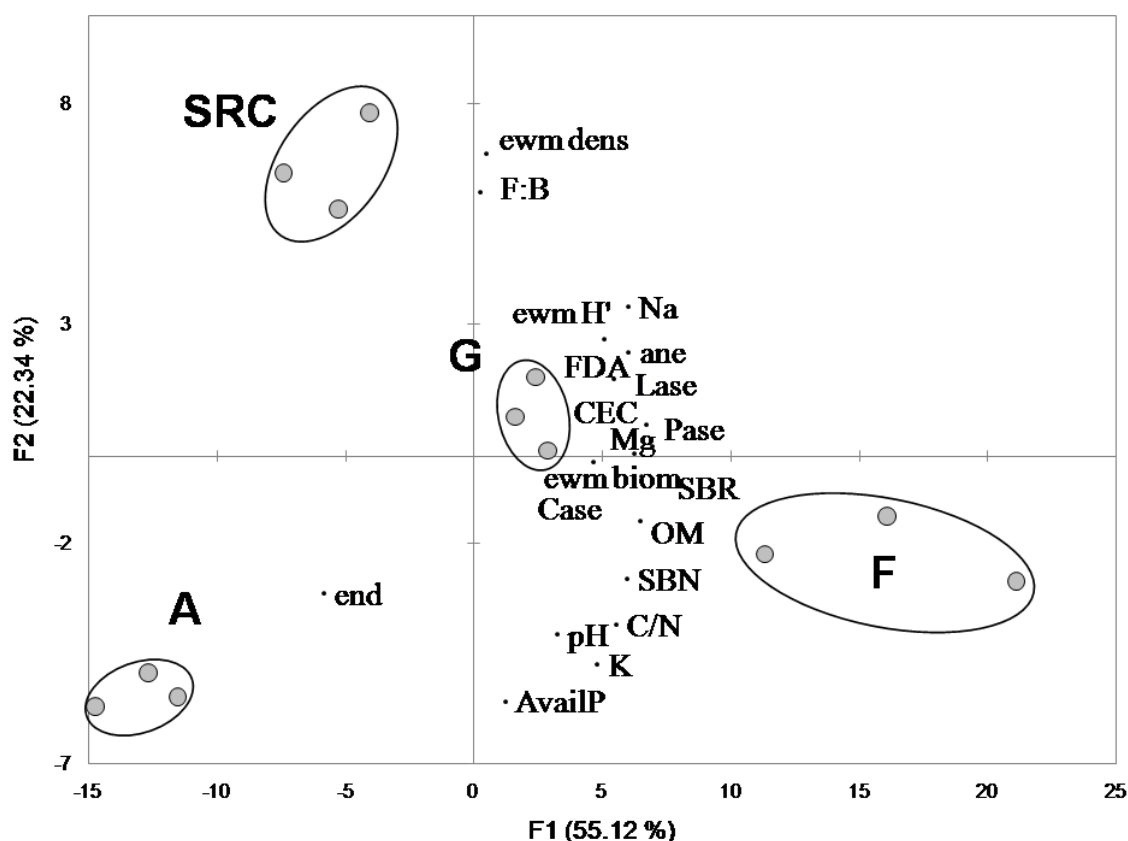 8
SRC
ewm dens
F:B
3
ewm H'
Na
G
FDA
ane
Lase
CEC
Pase
Mg
ewm biom
SBR
Case
OM
-2
F
SBN
A
end
C/N
pH
K
AvailP
-7
-15 -10 -5 0 5 10 15 20 25
F1 (55.12 %)
F2 (22.34 %)